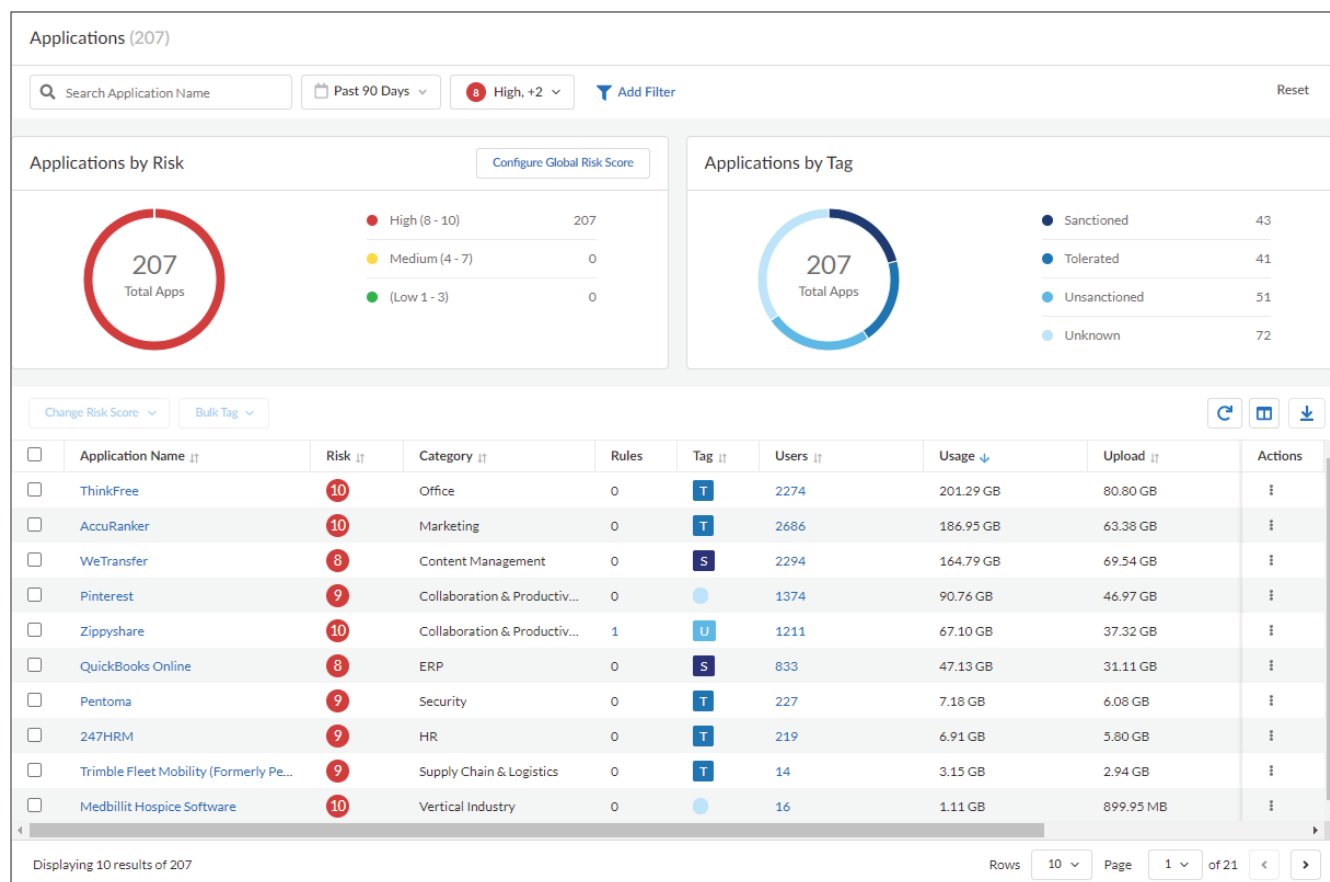 Applications (207)
Search Application Name
Past 90 Days
8 High, +2
Add Filter
Reset
Applications by Risk
Configure Global Risk Score
207
Total Apps
High (8 - 10) 207
Medium (4 - 7) 0
(Low 1 - 3) 0
Applications by Tag
207
Total Apps
Sanctioned 43
Tolerated 41
Unsanctioned 51
Unknown 72
Change Risk Score
Bulk Tag
Application Name Risk Category Rules Tag Users Usage Upload Actions
ThinkFree 10 Office 0 T 2274 201.29 GB 80.80 GB
AccuRanker 10 Marketing 0 T 2686 186.95 GB 63.38 GB
WeTransfer 8 Content Management 0 S 2294 164.79 GB 69.54 GB
Pinterest 9 Collaboration & Productiv... 0 1374 90.76 GB 46.97 GB
Zippyshare 10 Collaboration & Productiv... 1 U 1211 67.10 GB 37.32 GB
QuickBooks Online 8 ERP 0 S 833 47.13 GB 31.11 GB
Pentoma 9 Security 0 T 227 7.18 GB 6.08 GB
247HRM 9 HR 0 T 219 6.91 GB 5.80 GB
Trimble Fleet Mobility (Formerly Pe... 9 Supply Chain & Logistics 0 T 14 3.15 GB 2.94 GB
Medbillit Hospice Software 10 Vertical Industry 0 16 1.11 GB 899.95 MB
Displaying 10 results of 207
Rows 10 Page 1 of 21